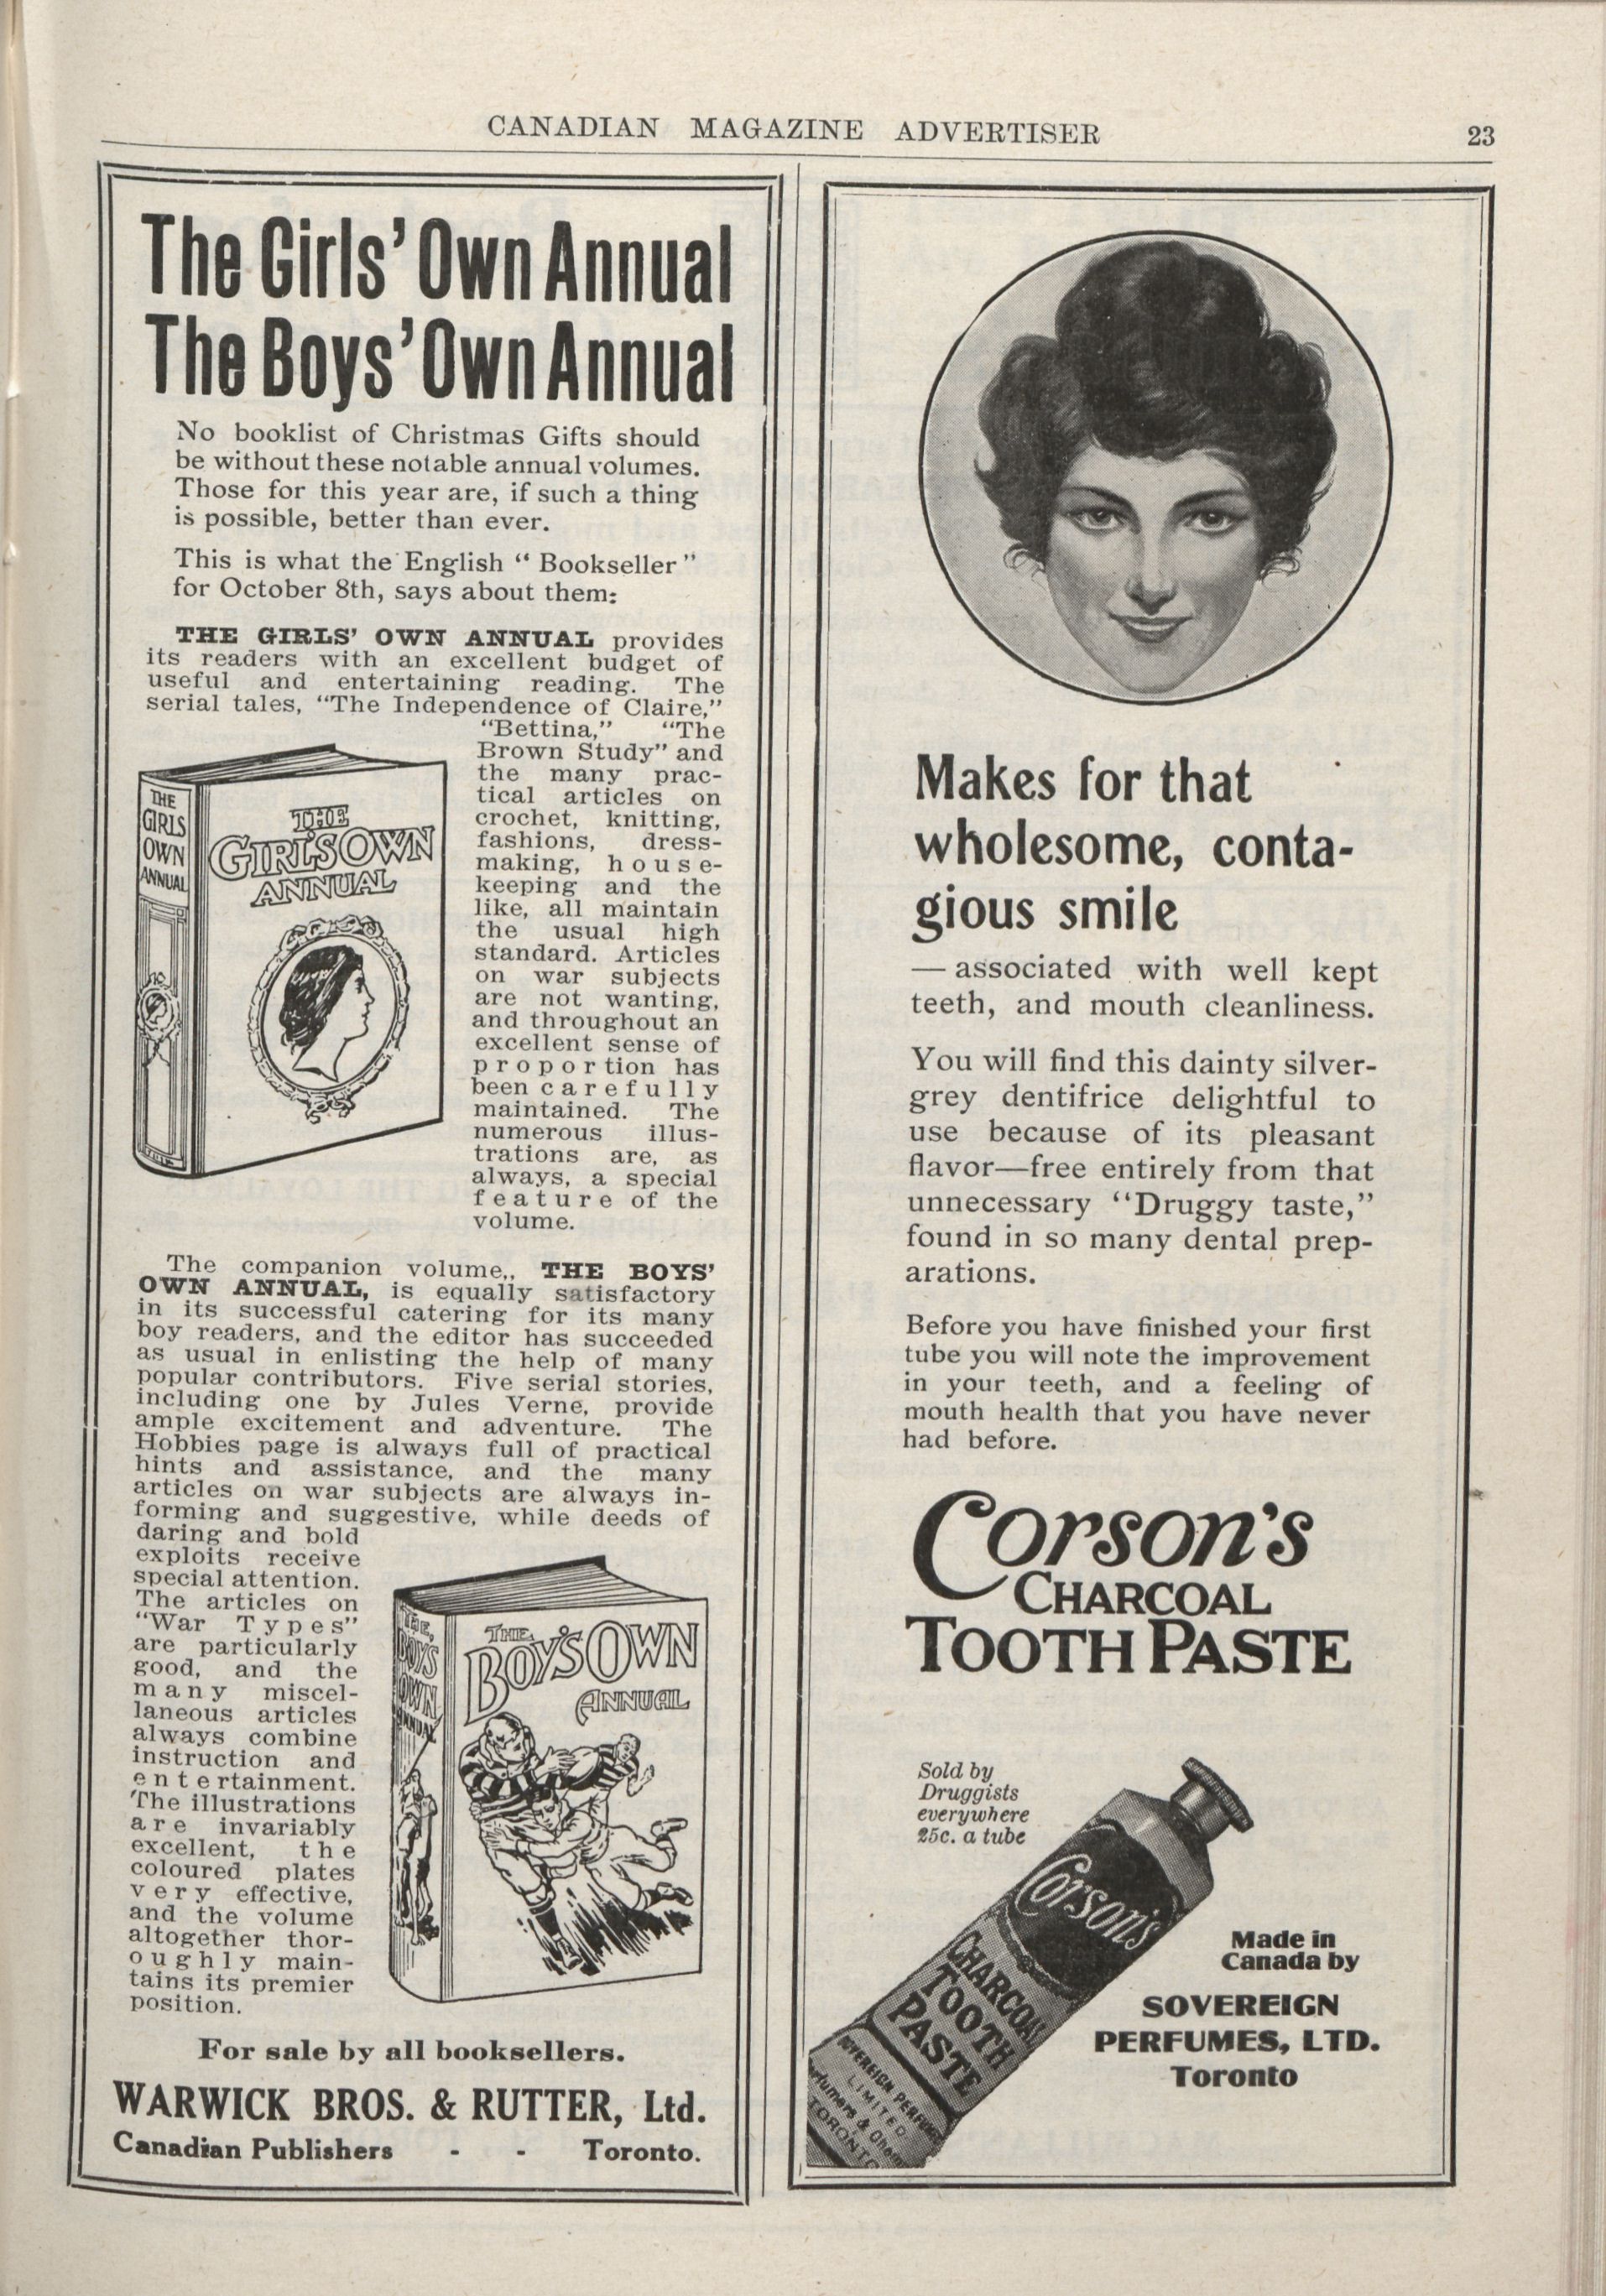 CANADIAN MAGAZINE ADVERTISER 23
The Girls' Own Annual
The Boys' Own Annual
No booklist of Christmas Gifts should
be without these notable annual volumes.
Those for this year are, if such a thing
is possible, better than ever.
This is what the English "Bookseller"
for October 8th, says about them:
THE GIRLS' OWN ANNUAL provides
its readers with an excellent budget of
useful and entertaining reading. The
serial tales, "The Independence of Claire,"
"Bettina," "The
Brown Study" and
the many prac-
tical articles on
crochet, knitting,
fashions, dress-
making, house-
keeping and the
like, all maintain
the usual high
standard. Articles
on war subjects
are not wanting,
and throughout an
excellent sense of
proportion has
been carefully
maintained. The
numerous illus-
trations are, as
always, a special
feature of the
volume.
THE
GIRLS
OWN
ANNUAL
THE
GIRL'S OWN
ANNUAL
The companion volume,, THE BOYS'
OWN ANNUAL, is equally satisfactory
in its successful catering for its many
boy readers, and the editor has succeeded
as usual in enlisting the help of many
popular contributors. Five serial stories,
including one by Jules Verne, provide
ample excitement and adventure. The
Hobbies page is always full of practical
hints and assistance, and the many
articles on war subjects are always in-
forming and suggestive, while deeds of
daring and bold
exploits receive
special attention.
The articles on
"War Types"
are particularly
good, and the
many miscel-
laneous articles
always combine
instruction and
entertainment.
The illustrations
are invariably
excellent, the
coloured plates
very effective,
and the volume
altogether thor-
oughly main-
tains its premier
position.
THE
BOYS
OWN
ANNUAL
THE
BOY'S OWN
ANNUAL
For sale by all booksellers.
WARWICK BROS. & RUTTER, Ltd.
Canadian Publishers - - Toronto.
Makes for that
wholesome, conta-
gious smile
— associated with well kept
teeth, and mouth cleanliness.
You will find this dainty silver-
grey dentifrice delightful to
use because of its pleasant
flavor—free entirely from that
unnecessary "Druggy taste,"
found in so many dental prep-
arations.
Before you have finished your first
tube you will note the improvement
in your teeth, and a feeling of
mouth health that you have never
had before.
Corson's
CHARCOAL
TOOTH PASTE
Sold by
Druggists
everywhere
25c. a tube
Corson's
CHARCOAL
TOOTH
PASTE
SOVEREIGN PERFUMES
LIMITED
TORONTO
Made in
Canada by
SOVEREIGN
PERFUMES, LTD.
Toronto